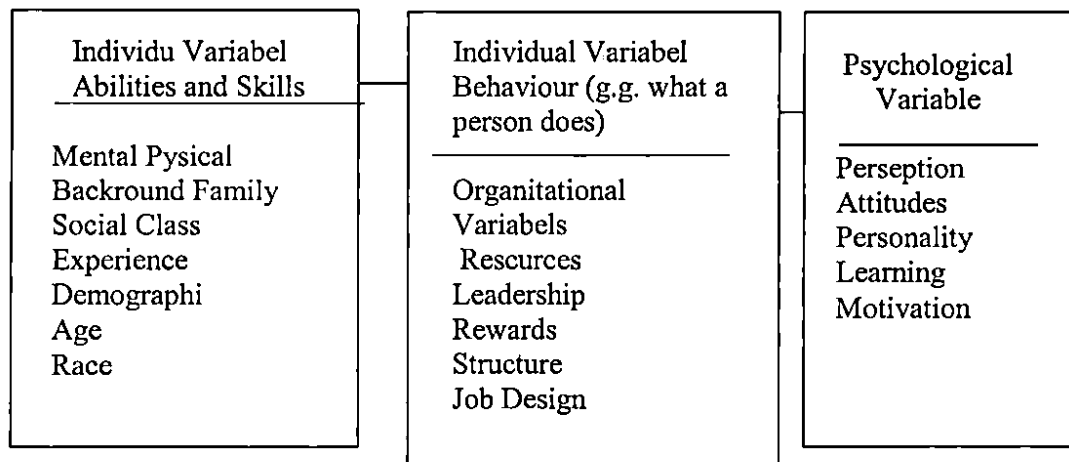 Individu Variabel
Abilities and Skills
Mental Pysical
Backround Family
Social Class
Experience
Demographi
Age
Race
Individual Variabel
Behaviour (g.g. what a
person does)
Organitational
Variabels
Rescurces
Leadership
Rewards
Structure
Job Design
Psychological
Variable
Perseption
Attitudes
Personality
Learning
Motivation